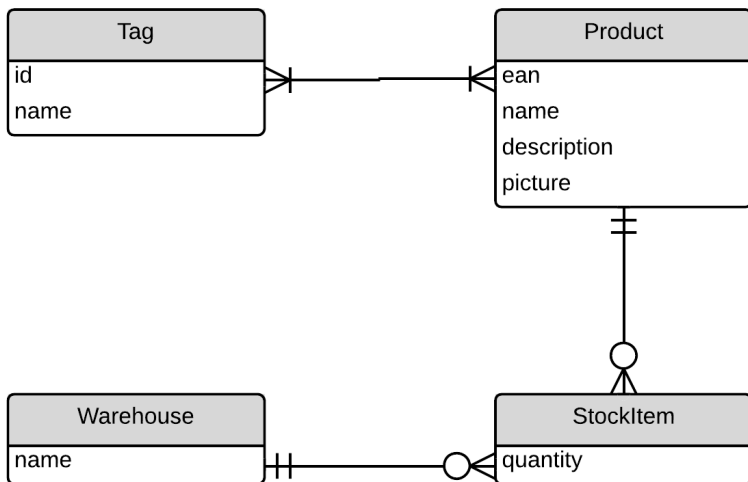 Tag
id
name
Product
ean
name
description
picture
Warehouse
name
StockItem
quantity